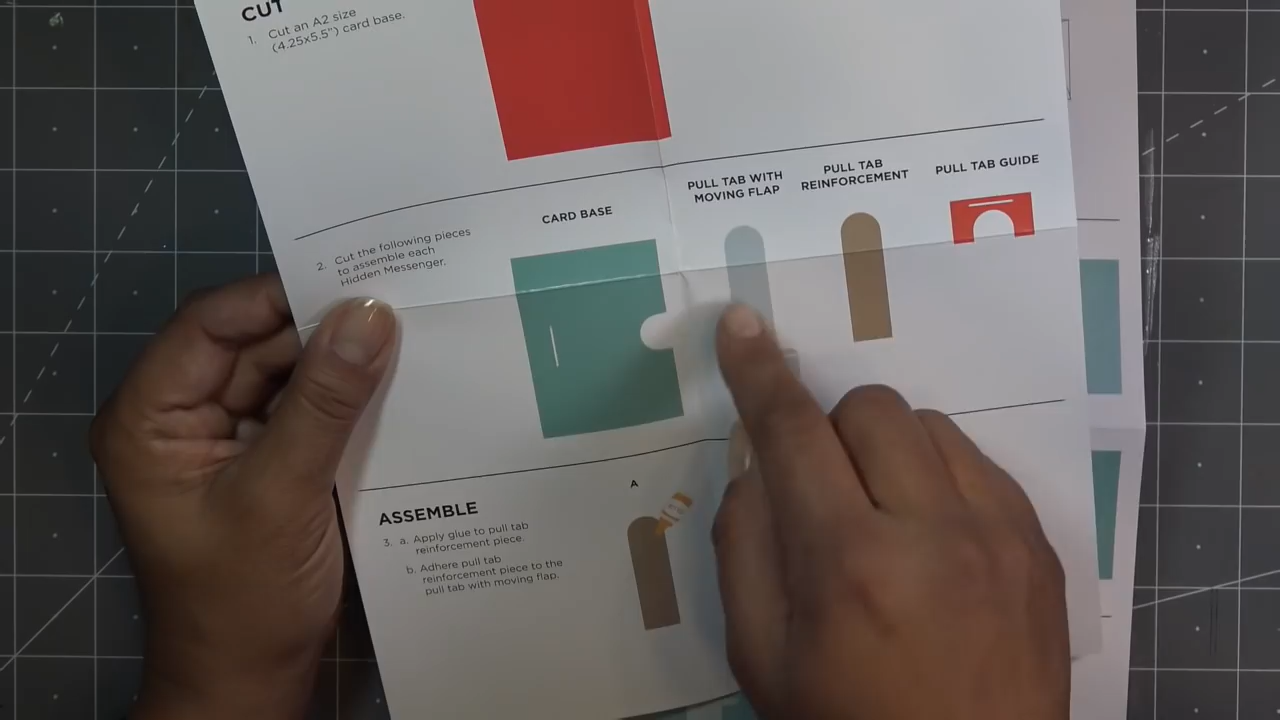 CUT
1. Cut an A2 size
(4.25x5.5") card base.
2. Cut the following pieces
to assemble each
Hidden Messenger.
CARD BASE
PULL TAB WITH
MOVING FLAP
PULL TAB
REINFORCEMENT
PULL TAB GUIDE
ASSEMBLE
3. a. Apply glue to pull tab
reinforcement piece.
b. Adhere pull tab
reinforcement piece to the
pull tab with moving flap.
A